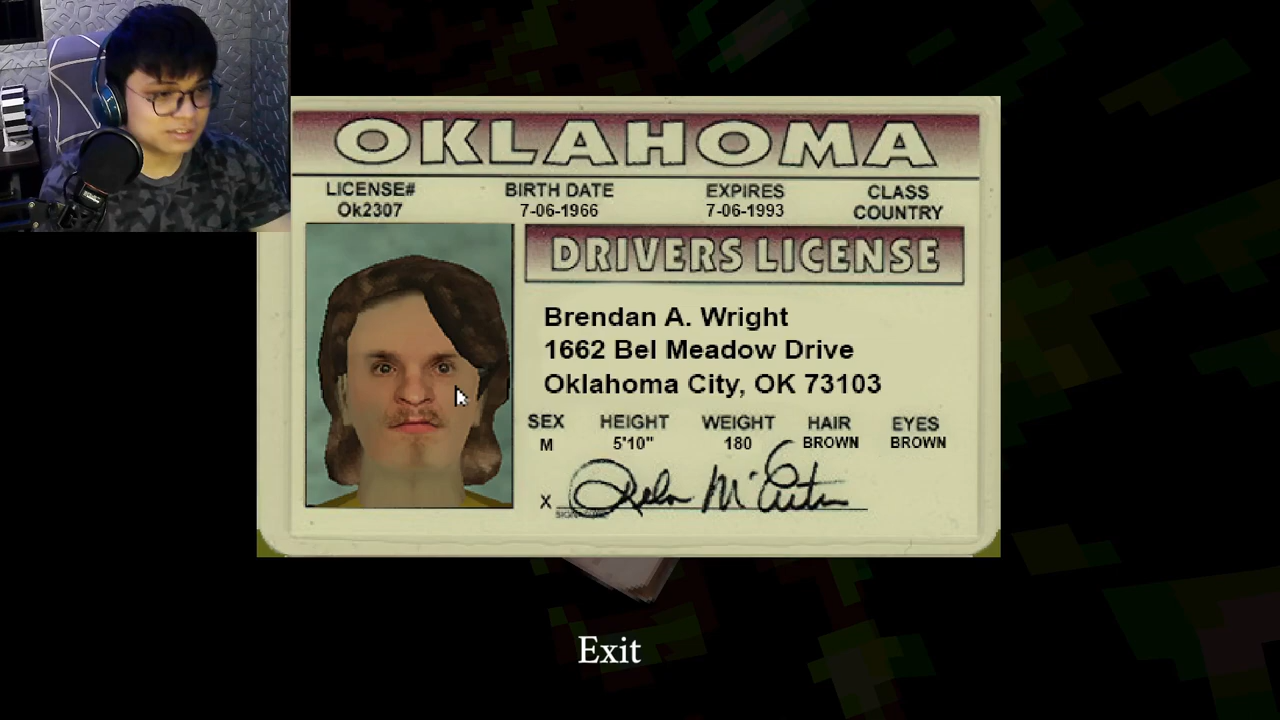 OKLAHOMA
LICENSE# BIRTH DATE EXPIRES CLASS
Ok2307 7-06-1966 7-06-1993 COUNTRY
DRIVERS LICENSE
Brendan A. Wright
1662 Bel Meadow Drive
Oklahoma City, OK 73103
SEX HEIGHT WEIGHT HAIR EYES
M 5'10" 180 BROWN BROWN
X
Exit